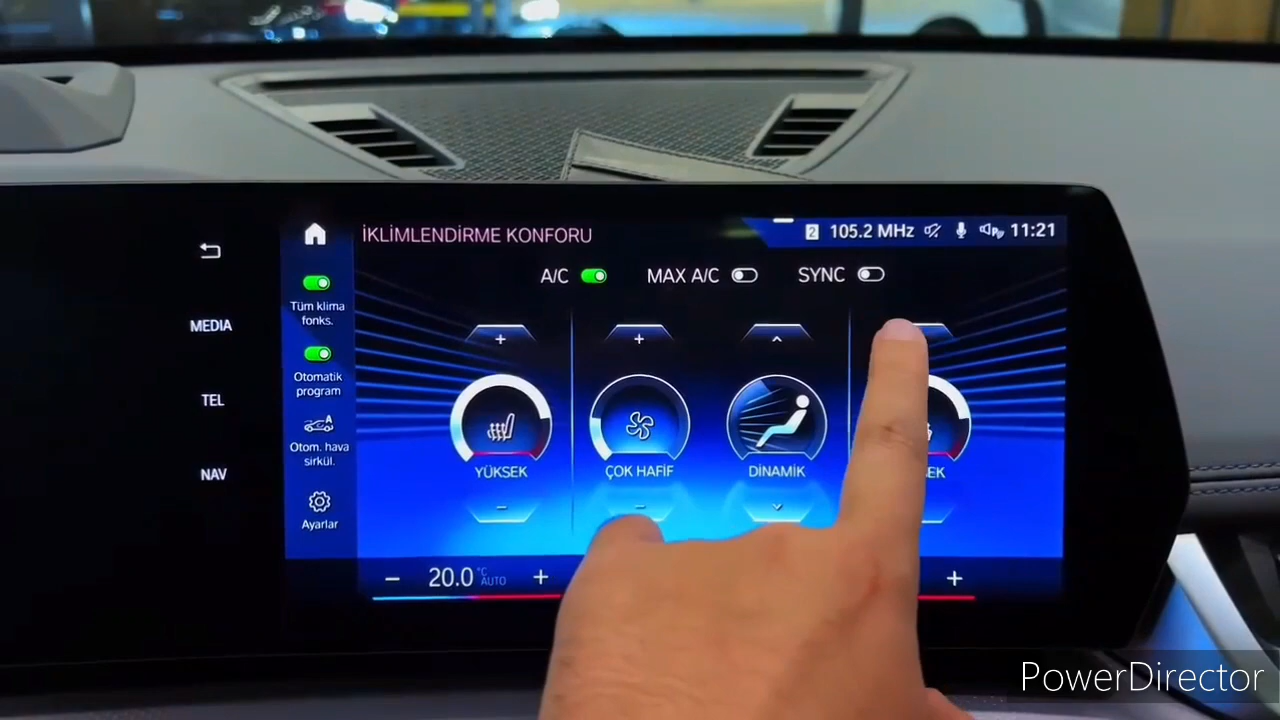 İKLİMLENDİRME KONFORU
2 105.2 MHz 11:21
A/C MAX A/C SYNC
MEDIA
TEL
NAV
Tüm klima
fonks.
Otomatik
program
Otom. hava
sirkül.
Ayarlar
+ +
YÜKSEK ÇOK HAFİF DİNAMİK EK
− −
− 20.0 °C AUTO + +
PowerDirector